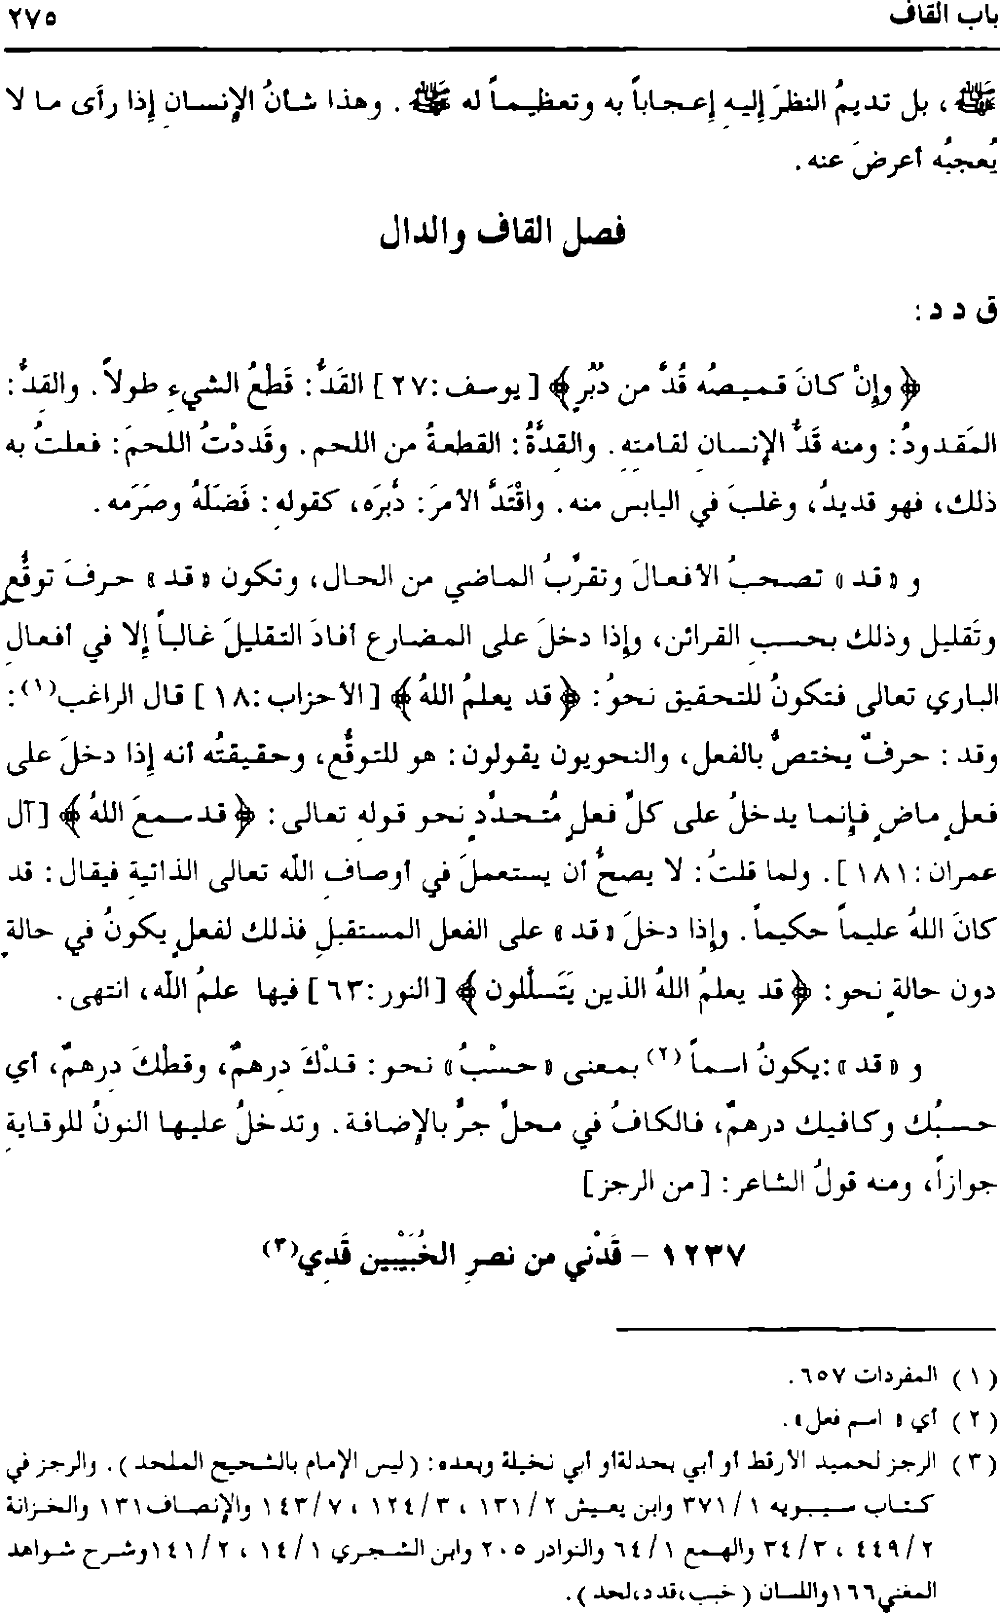 باب القاف ٢٧٥
ﷺ، بل تديمُ النظرَ إليهِ إعجاباً به وتعظيماً له ﷺ. وهذا شأنُ الإنسانِ إذا رأى ما لا
يُعجبُه أعرضَ عنه.
فصل القاف والدال
ق د د :
﴿وإنْ كانَ قميصُه قُدَّ من دُبُرٍ﴾ [يوسف: ٢٧] القَدُّ: قَطْعُ الشيءِ طولاً. والقِدُّ:
المَقدودُ: ومنه قَدُّ الإنسانِ لقامتِهِ. والقِدَّةُ: القطعةُ من اللحم. وقَددْتُ اللحمَ: فعلتُ به
ذلك، فهو قديدٌ، وغلبَ في اليابسِ منه. واقْتَدَّ الأمرَ: دَبَّرَه، كقولهِ: فَصَلَهُ وصَرَمه.
و «قد» تصحبُ الأفعالَ وتقرِّبُ الماضي من الحال، وتكون «قد» حرفَ توقُّعٍ
وتَقليل وذلك بحسبِ القرائن، وإذا دخلَ على المضارعِ أفادَ التقليلَ غالباً إلا في أفعالِ
الباري تعالى فتكونُ للتحقيق نحوُ: ﴿قد يعلمُ اللهُ﴾ [الأحزاب: ١٨] قال الراغب(١):
وقد: حرفٌ يختصُّ بالفعل، والنحويون يقولون: هو للتوقُّع، وحقيقتُه أنه إذا دخلَ على
فعلٍ ماضٍ فإنما يدخلُ على كلِّ فعلٍ مُتجدِّدٍ نحو قولهِ تعالى: ﴿قد سمعَ اللهُ﴾ [آل
عمران: ١٨١]. ولما قلتُ: لا يصحُّ أن يستعملَ في أوصافِ الله تعالى الذاتيةِ فيقال: قد
كانَ اللهُ عليماً حكيماً. وإذا دخلَ «قد» على الفعل المستقبلِ فذلك لفعلٍ يكونُ في حالةٍ
دون حالةٍ نحو: ﴿قد يعلمُ اللهُ الذين يَتَسلَّلون﴾ [النور: ٦٣] فيها علمُ الله، انتهى.
و «قد»: يكونُ اسماً(٢) بمعنى «حسْبُ» نحو: قدْكَ درهمٌ، وقطْكَ درِهمٌ، أي
حسبُك وكافيك درهمٌ، فالكافُ في محلِّ جرٍّ بالإضافة. وتدخلُ عليها النونُ للوقايةِ
جوازاً، ومنه قولُ الشاعر: [من الرجز]
١٢٣٧ - قَدْني من نصرِ الخُبَيْبين قَدِي(٣)
(١) المفردات ٦٥٧.
(٢) أي «اسم فعل».
(٣) الرجز لحميد الأرقط أو أبي بحدلة أو أبي نخيلة وبعده: (ليس الإمام بالشحيح الملحد). والرجز في
كتاب سيبويه ١/ ٣٧١ وابن يعيش ٢/ ١٣١، ٣/ ١٢٤، ٧/ ١٤٣ والإنصاف ١٣١ والخزانة
٢/ ٤٤٩، ٣/ ٣٤ والهمع ١/ ٦٤ والنوادر ٢٠٥ وابن الشجري ١/ ١٤، ٢/ ١٤١ وشرح شواهد
المغني ١٦٦ واللسان (خبب، قدد، لحد).